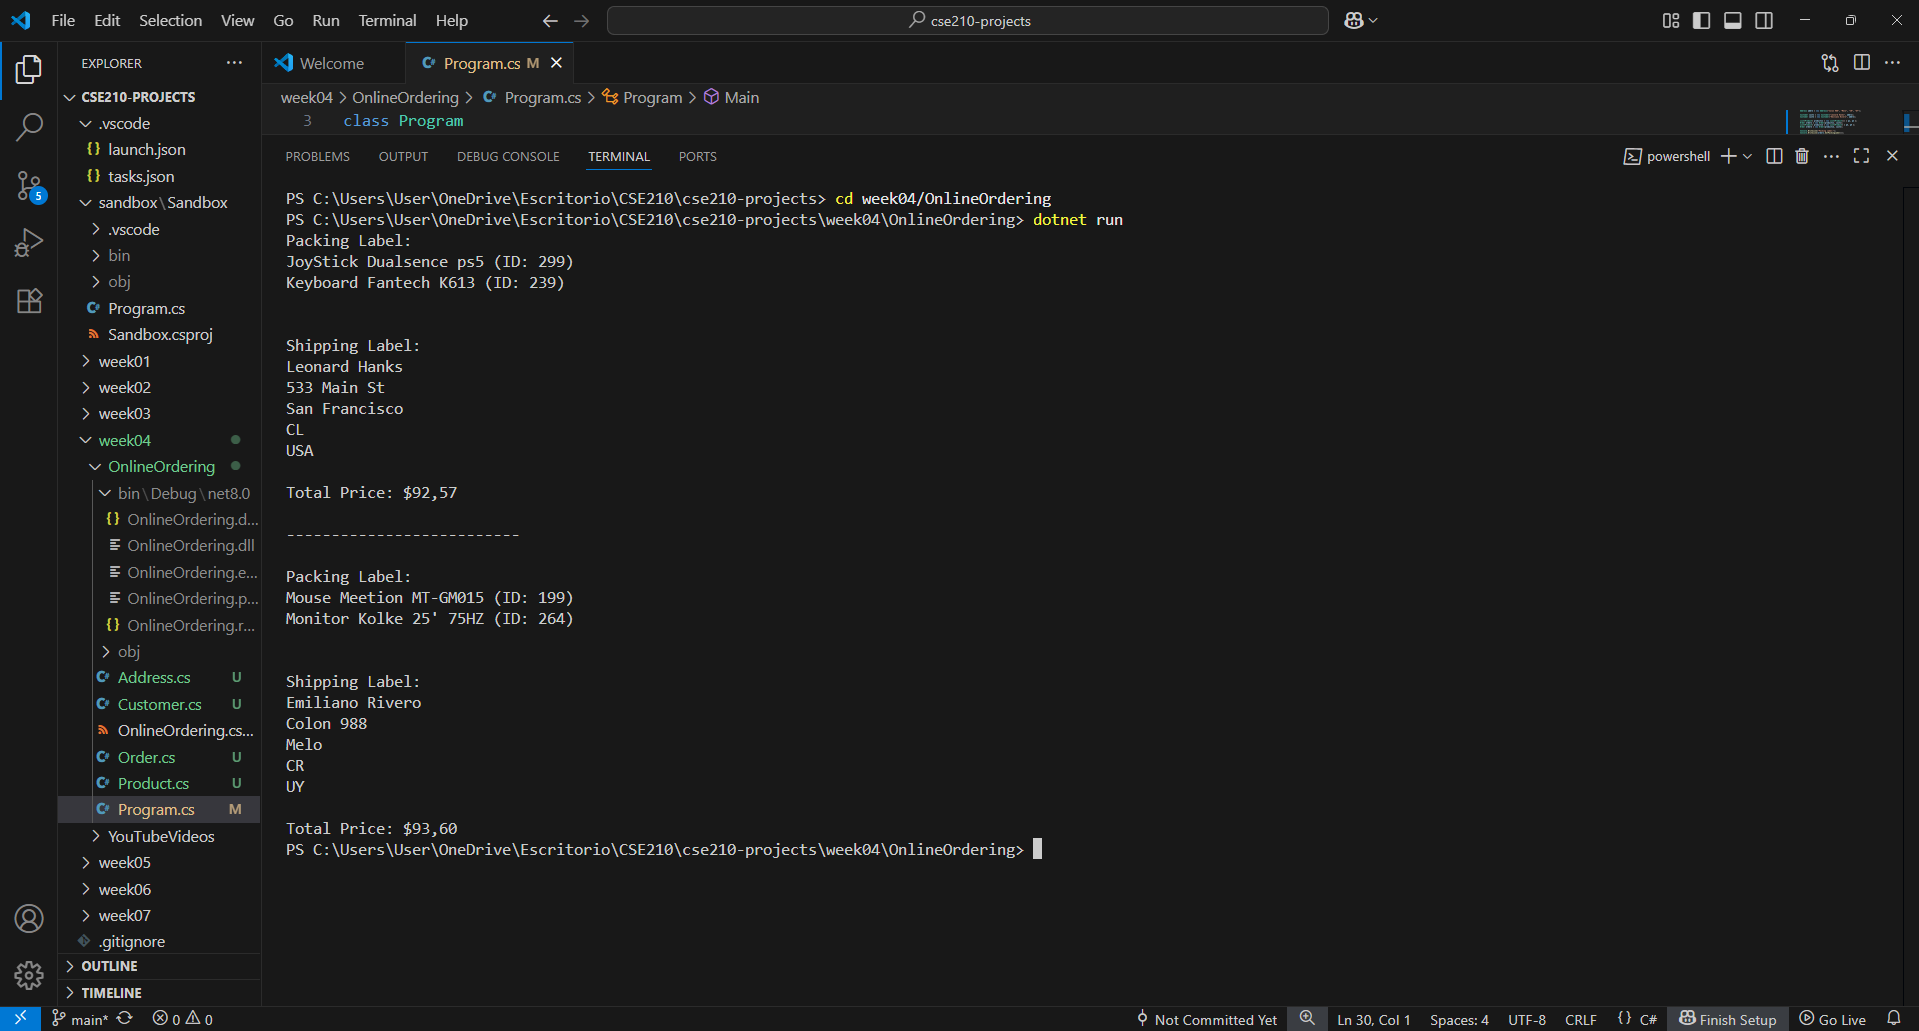 File Edit Selection View Go Run Terminal Help
cse210-projects
EXPLORER
CSE210-PROJECTS
.vscode
launch.json
tasks.json
sandbox\Sandbox
.vscode
bin
obj
Program.cs
Sandbox.csproj
week01
week02
week03
week04
OnlineOrdering
bin\Debug\net8.0
OnlineOrdering.d...
OnlineOrdering.dll
OnlineOrdering.e...
OnlineOrdering.p...
OnlineOrdering.r...
obj
Address.cs U
Customer.cs U
OnlineOrdering.cs...
Order.cs U
Product.cs U
Program.cs M
YouTubeVideos
week05
week06
week07
.gitignore
OUTLINE
TIMELINE
5
Welcome
Program.cs M
week04 > OnlineOrdering > Program.cs > Program > Main
3 class Program
PROBLEMS OUTPUT DEBUG CONSOLE TERMINAL PORTS
powershell
PS C:\Users\User\OneDrive\Escritorio\CSE210\cse210-projects> cd week04/OnlineOrdering
PS C:\Users\User\OneDrive\Escritorio\CSE210\cse210-projects\week04\OnlineOrdering> dotnet run
Packing Label:
JoyStick Dualsence ps5 (ID: 299)
Keyboard Fantech K613 (ID: 239)
Shipping Label:
Leonard Hanks
533 Main St
San Francisco
CL
USA
Total Price: $92,57
--------------------------
Packing Label:
Mouse Meetion MT-GM015 (ID: 199)
Monitor Kolke 25' 75HZ (ID: 264)
Shipping Label:
Emiliano Rivero
Colon 988
Melo
CR
UY
Total Price: $93,60
PS C:\Users\User\OneDrive\Escritorio\CSE210\cse210-projects\week04\OnlineOrdering>
main* 0 0 Not Committed Yet Ln 30, Col 1 Spaces: 4 UTF-8 CRLF {} C# Finish Setup Go Live